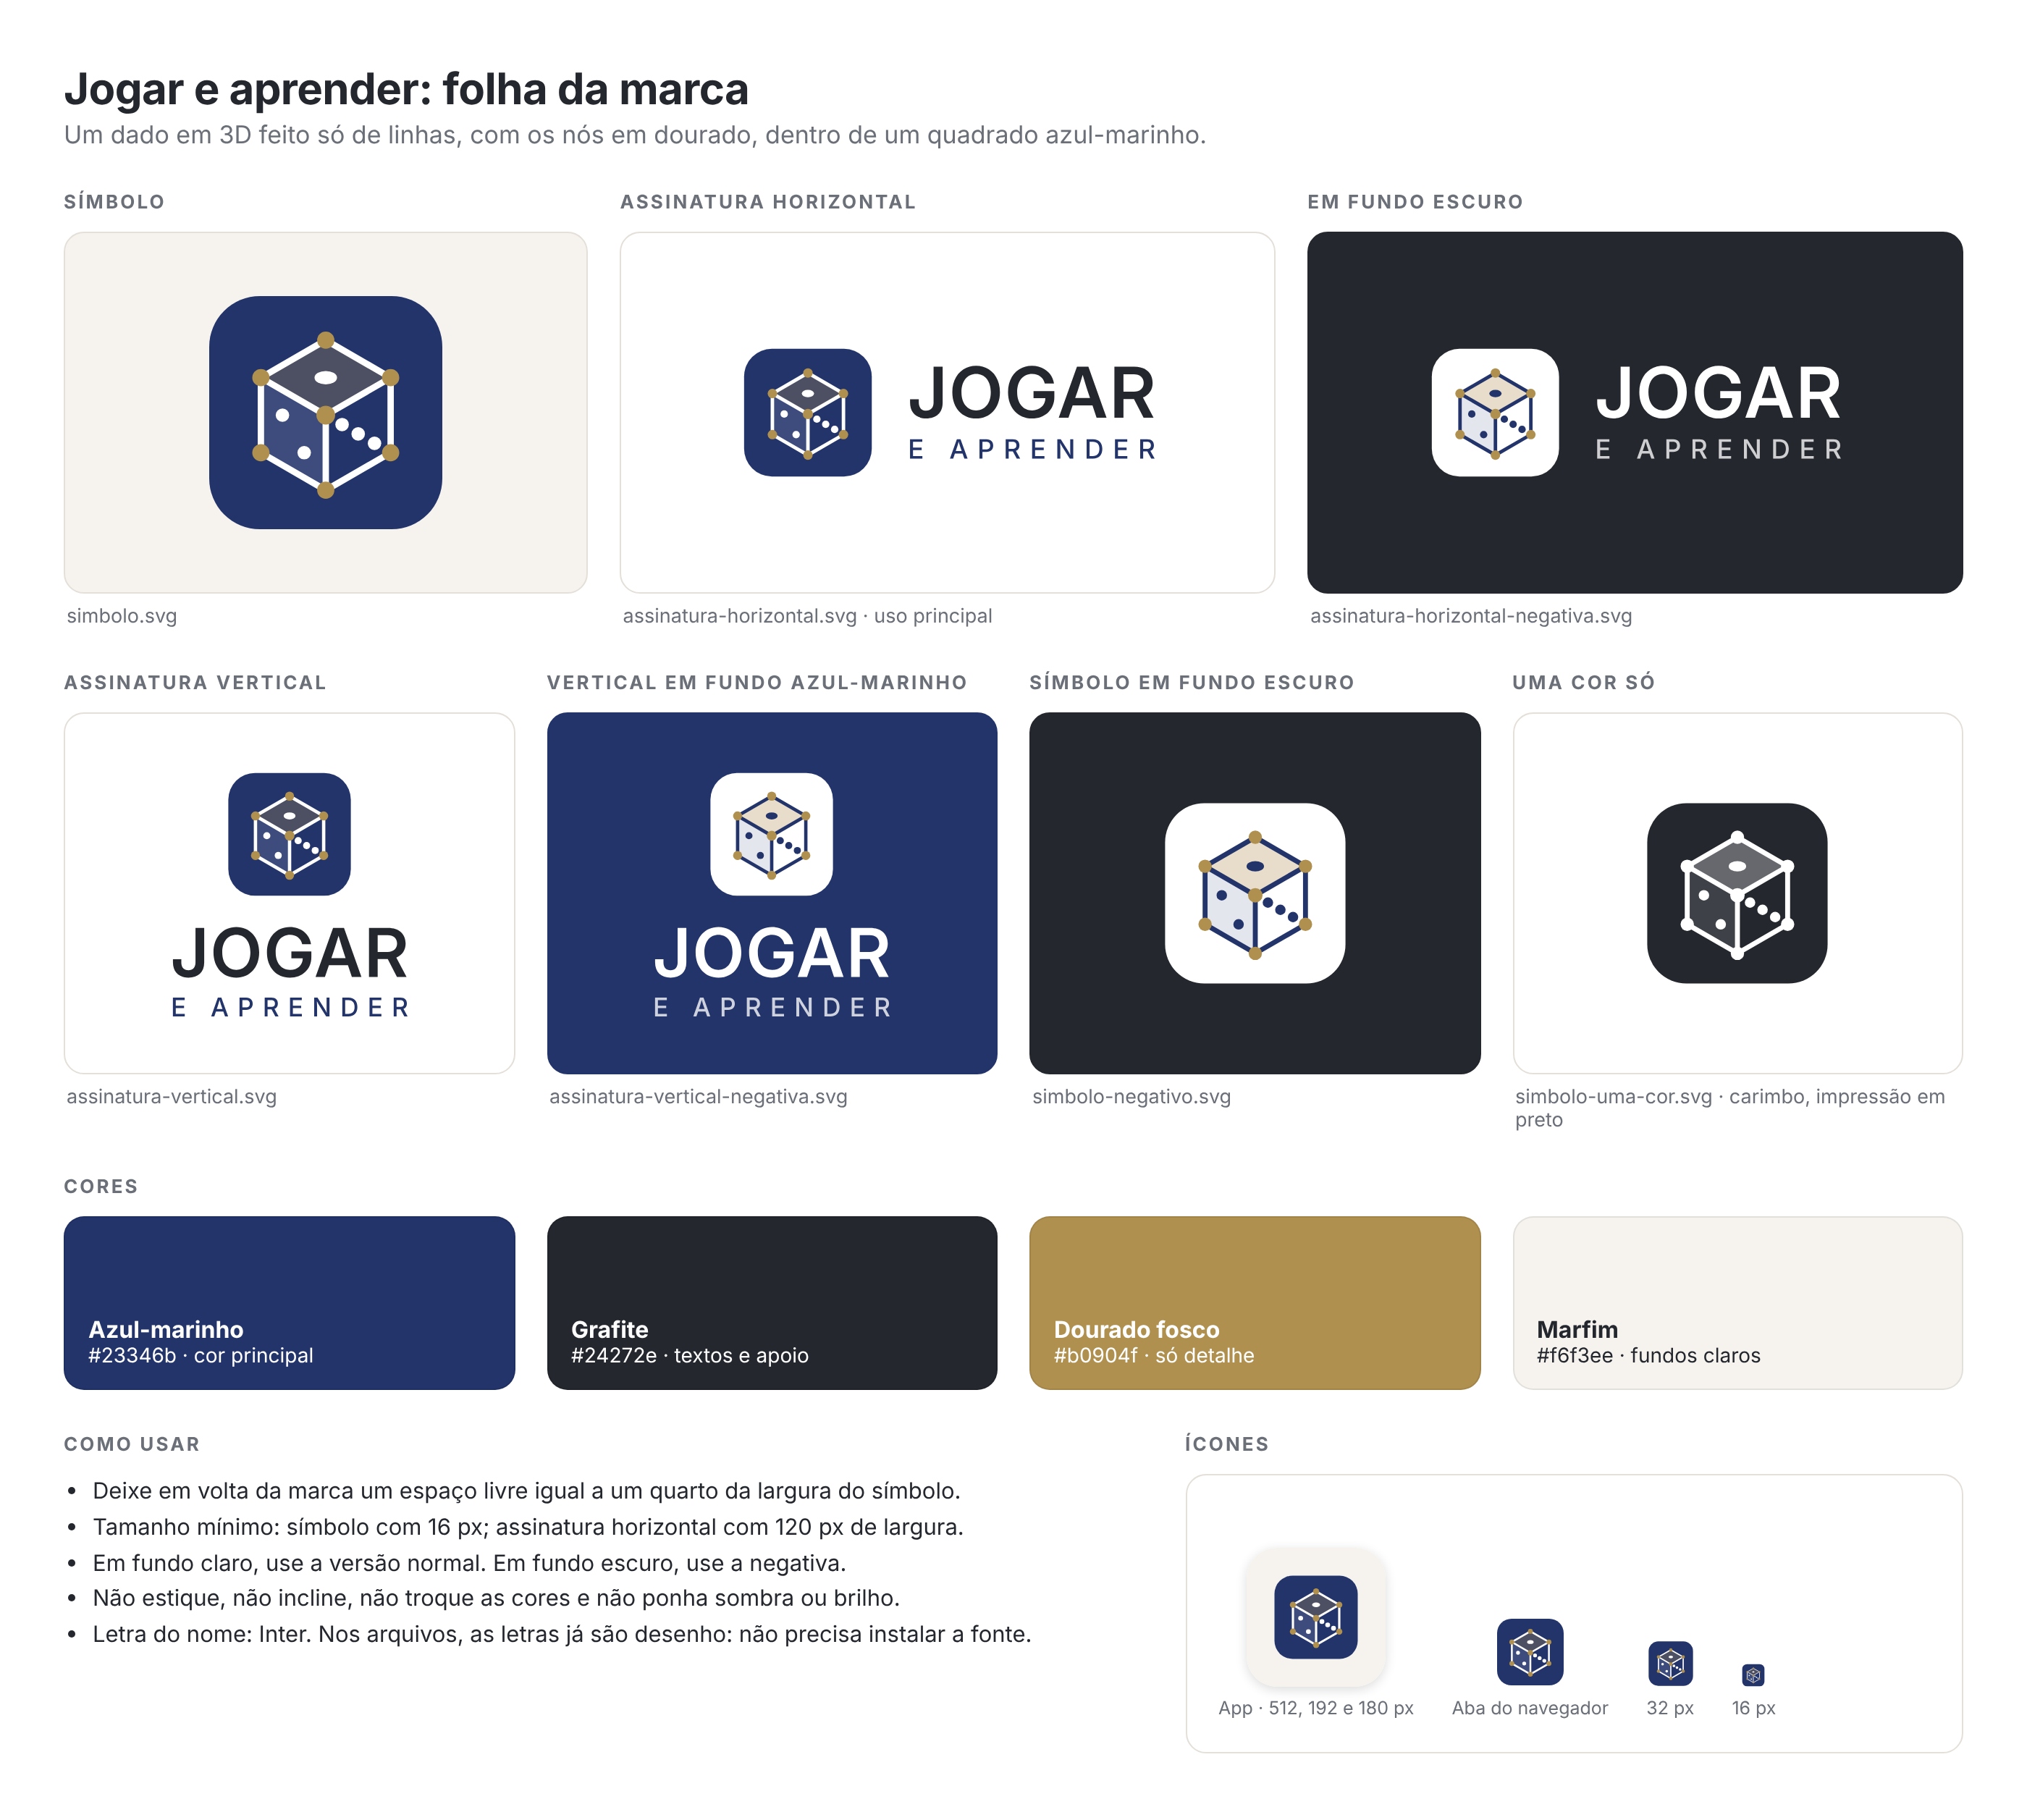 Jogar e aprender: folha da marca
Um dado em 3D feito só de linhas, com os nós em dourado, dentro de um quadrado azul-marinho.
SÍMBOLO
ASSINATURA HORIZONTAL
EM FUNDO ESCURO
JOGAR
E APRENDER
JOGAR
E APRENDER
simbolo.svg
assinatura-horizontal.svg · uso principal
assinatura-horizontal-negativa.svg
ASSINATURA VERTICAL
VERTICAL EM FUNDO AZUL-MARINHO
SÍMBOLO EM FUNDO ESCURO
UMA COR SÓ
JOGAR
E APRENDER
JOGAR
E APRENDER
assinatura-vertical.svg
assinatura-vertical-negativa.svg
simbolo-negativo.svg
simbolo-uma-cor.svg · carimbo, impressão em
preto
CORES
Azul-marinho
#23346b · cor principal
Grafite
#24272e · textos e apoio
Dourado fosco
#b0904f · só detalhe
Marfim
#f6f3ee · fundos claros
COMO USAR
• Deixe em volta da marca um espaço livre igual a um quarto da largura do símbolo.
• Tamanho mínimo: símbolo com 16 px; assinatura horizontal com 120 px de largura.
• Em fundo claro, use a versão normal. Em fundo escuro, use a negativa.
• Não estique, não incline, não troque as cores e não ponha sombra ou brilho.
• Letra do nome: Inter. Nos arquivos, as letras já são desenho: não precisa instalar a fonte.
ÍCONES
App · 512, 192 e 180 px
Aba do navegador
32 px
16 px